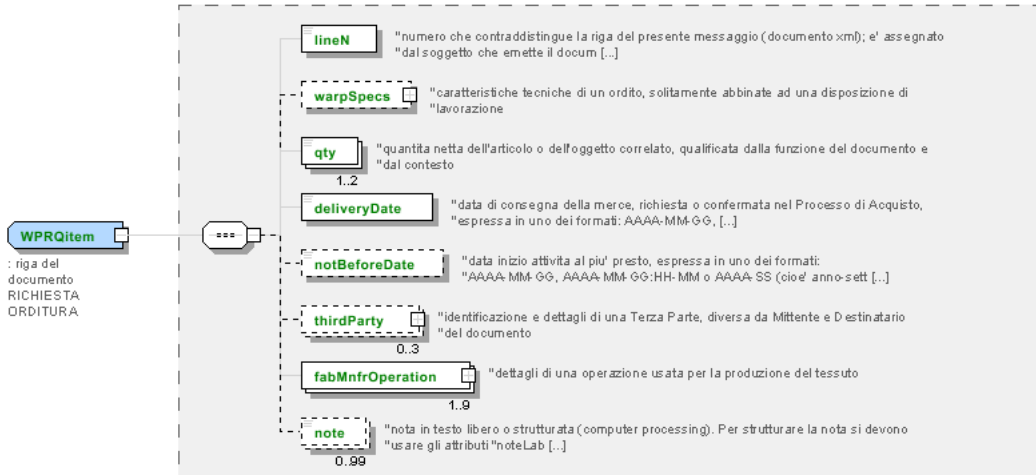 lineN
"numero che contraddistingue la riga del presente messaggio (documento xml); e' assegnato
"dal soggetto che emette il docum [...]
warpSpecs
"caratteristiche tecniche di un ordito, solitamente abbinate ad una disposizione di
"lavorazione
qty
"quantita netta dell'articolo o dell'oggetto correlato, qualificata dalla funzione del documento e
"dal contesto
1..2
deliveryDate
"data di consegna della merce, richiesta o confermata nel Processo di Acquisto,
"espressa in uno dei formati: AAAA-MM-GG, [...]
WPRQitem
: riga del
documento
RICHIESTA
ORDITURA
notBeforeDate
"data inizio attivita al piu' presto, espressa in uno dei formati:
"AAAA-MM-GG, AAAA-MM-GG:HH-MM o AAAA-SS (cioe' anno-sett [...]
thirdParty
"identificazione e dettagli di una Terza Parte, diversa da Mittente e Destinatario
"del documento
0..3
fabMnfrOperation
"dettagli di una operazione usata per la produzione del tessuto
1..9
note
"nota in testo libero o strutturata (computer processing). Per strutturare la nota si devono
"usare gli attributi "noteLab [...]
0..99